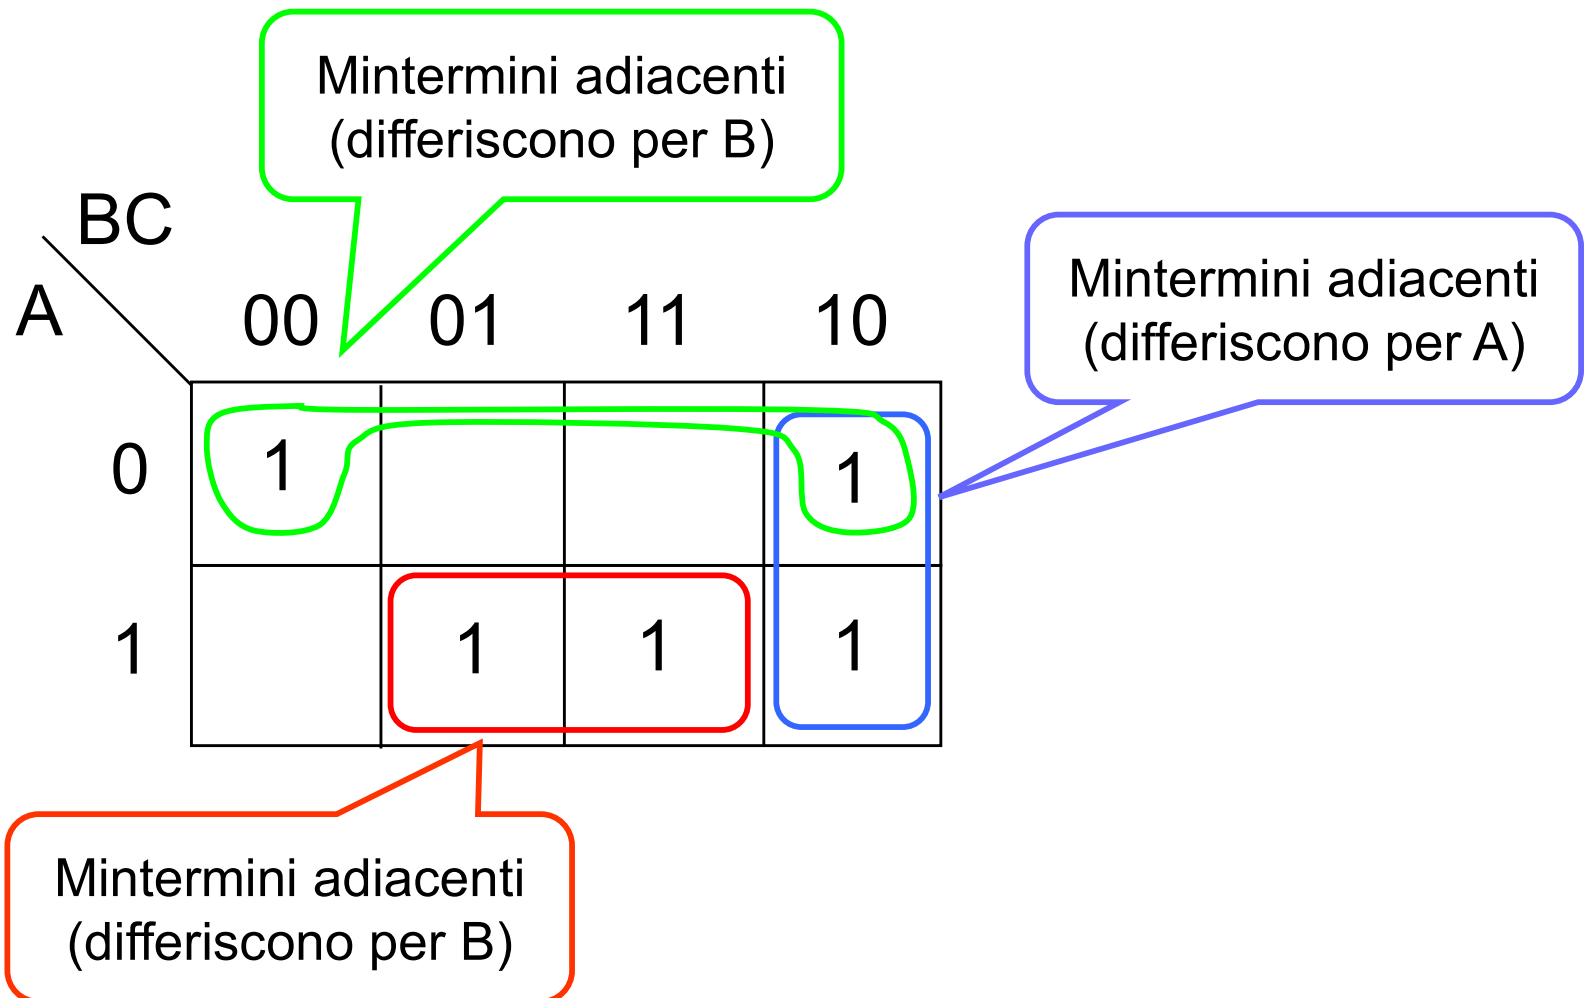 Mintermini adiacenti
(differiscono per B)
BC
A
00 01 11 10
Mintermini adiacenti
(differiscono per A)
0 1 1
1 1 1 1
Mintermini adiacenti
(differiscono per B)